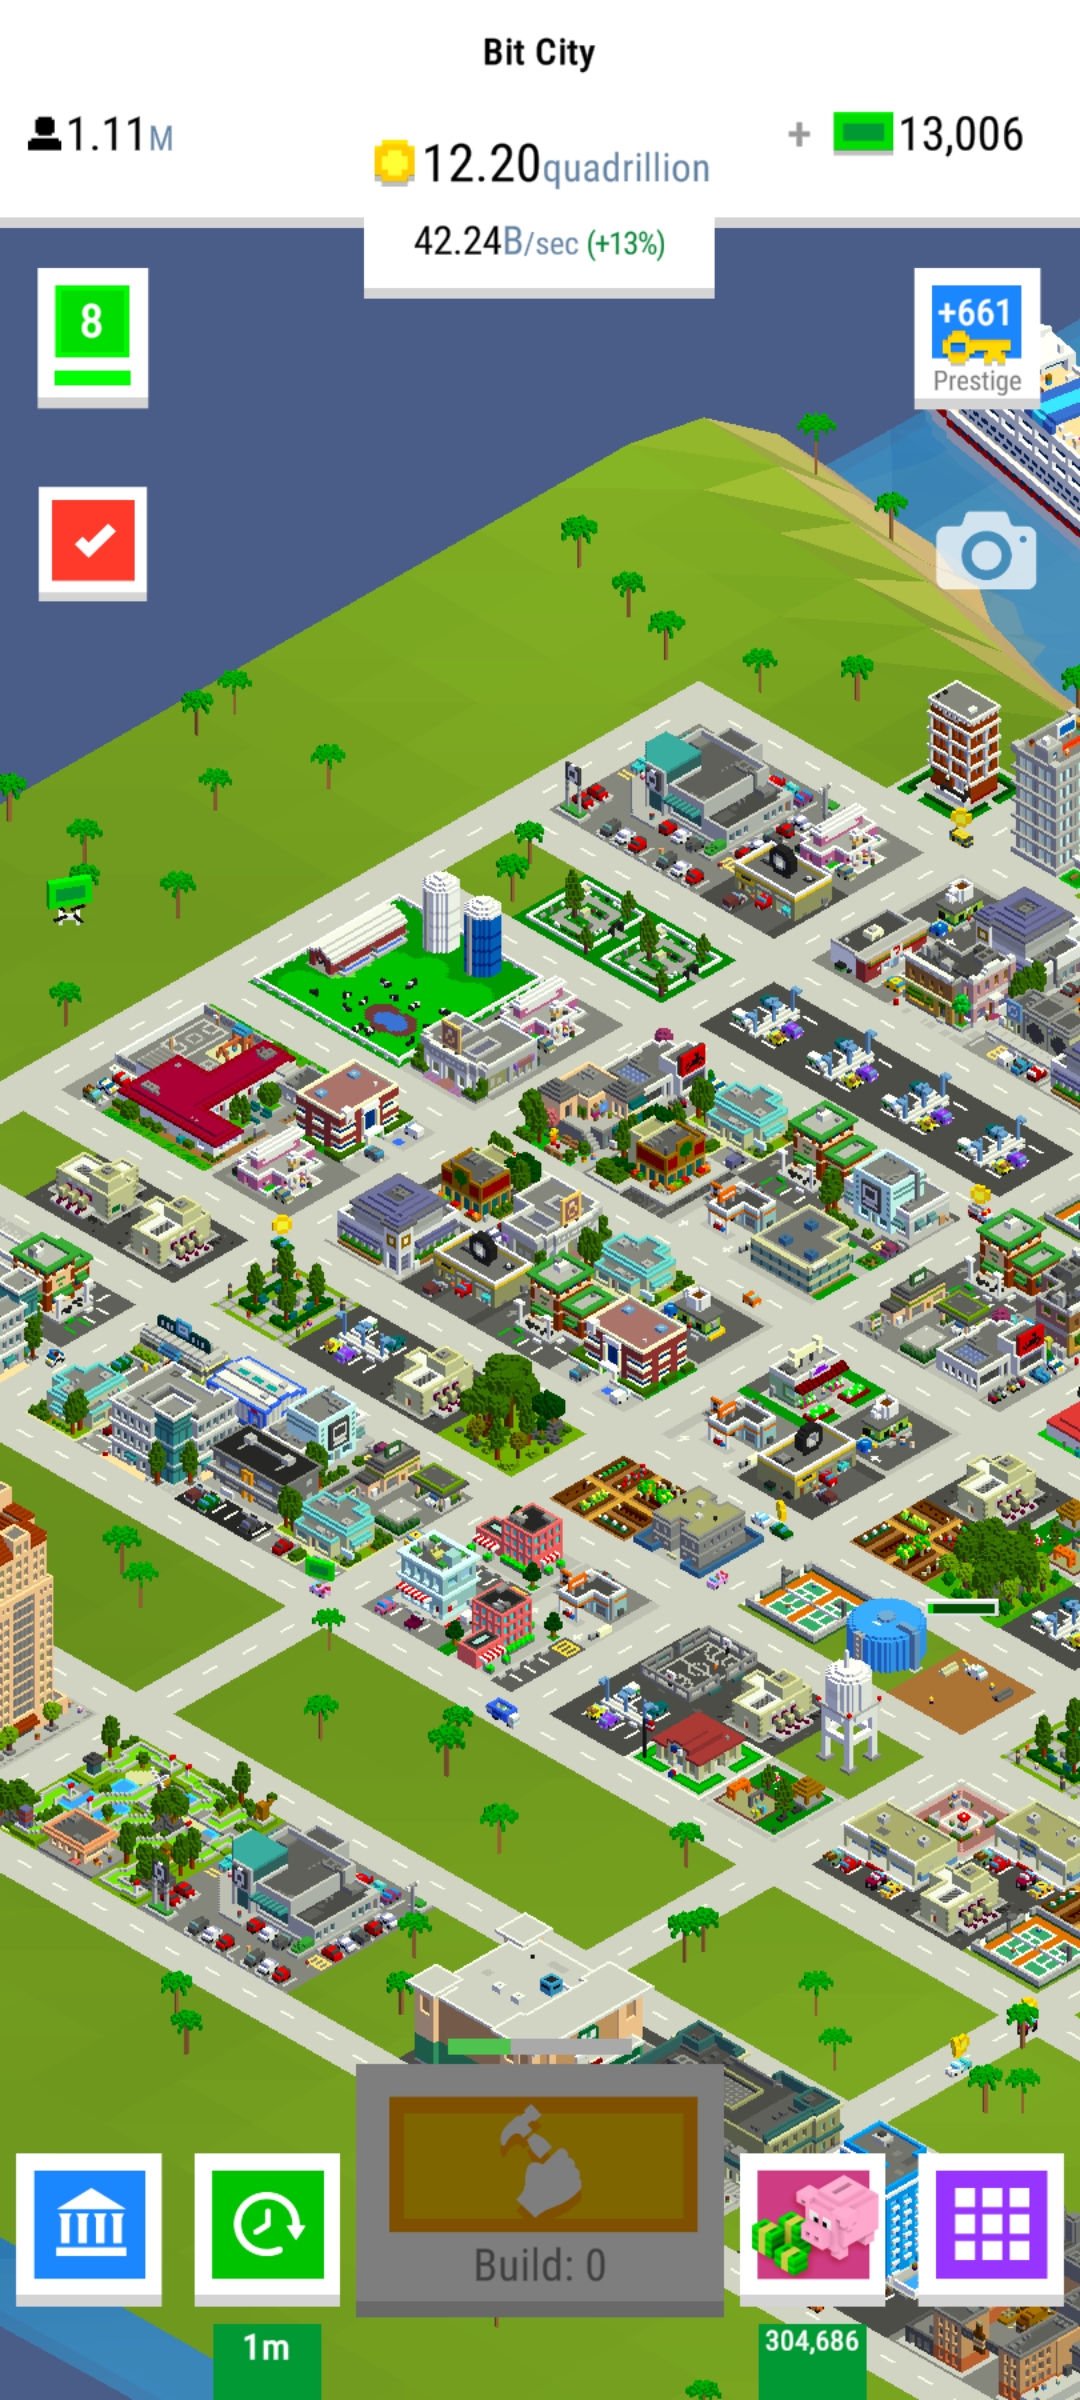 Bit City
1.11M
12.20quadrillion
+ 13,006
42.24B/sec (+13%)
8
+661
Prestige
Build: 0
1m
304,686